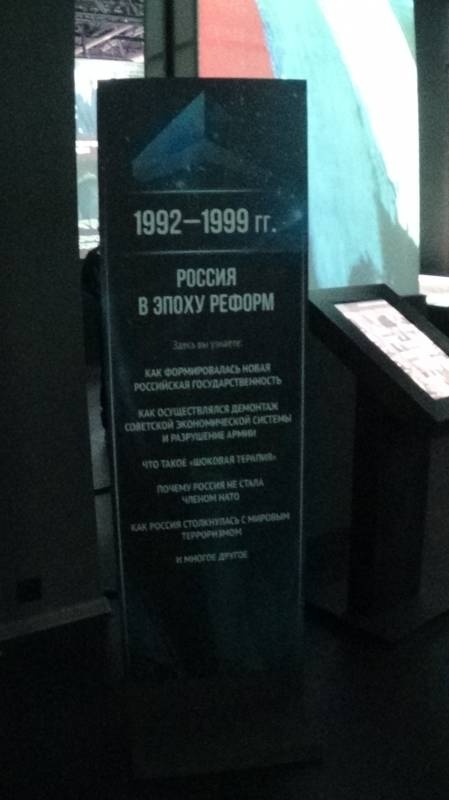 1992–1999 гг.
РОССИЯ
В ЭПОХУ РЕФОРМ
Здесь вы узнаете:
КАК ФОРМИРОВАЛАСЬ НОВАЯ
РОССИЙСКАЯ ГОСУДАРСТВЕННОСТЬ
КАК ОСУЩЕСТВЛЯЛСЯ ДЕМОНТАЖ
СОВЕТСКОЙ ЭКОНОМИЧЕСКОЙ СИСТЕМЫ
И РАЗРУШЕНИЕ АРМИИ
ЧТО ТАКОЕ «ШОКОВАЯ ТЕРАПИЯ»
ПОЧЕМУ РОССИЯ НЕ СТАЛА
ЧЛЕНОМ НАТО
КАК РОССИЯ СТОЛКНУЛАСЬ С МИРОВЫМ
ТЕРРОРИЗМОМ
И МНОГОЕ ДРУГОЕ